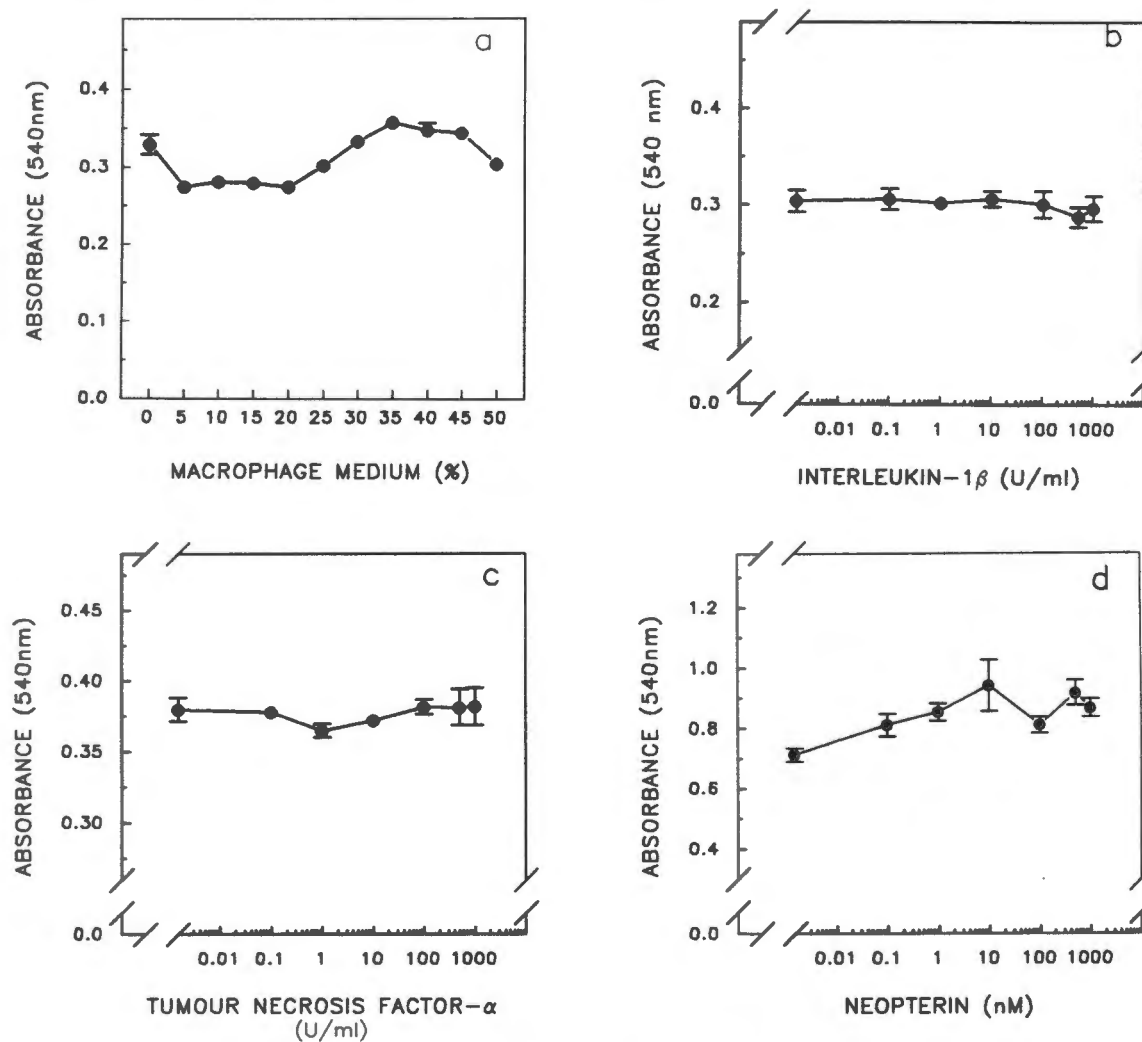 a
ABSORBANCE (540nm)
0.4
0.3
0.2
0.1
0.0
0 5 10 15 20 25 30 35 40 45 50
MACROPHAGE MEDIUM (%)
b
ABSORBANCE (540 nm)
0.4
0.3
0.2
0.0
0.01 0.1 1 10 100 1000
INTERLEUKIN-1β (U/ml)
c
ABSORBANCE (540nm)
0.45
0.40
0.35
0.30
0.0
0.01 0.1 1 10 100 1000
TUMOUR NECROSIS FACTOR-α
(U/ml)
d
ABSORBANCE (540nm)
1.2
1.0
0.8
0.6
0.4
0.0
0.01 0.1 1 10 100 1000
NEOPTERIN (nM)